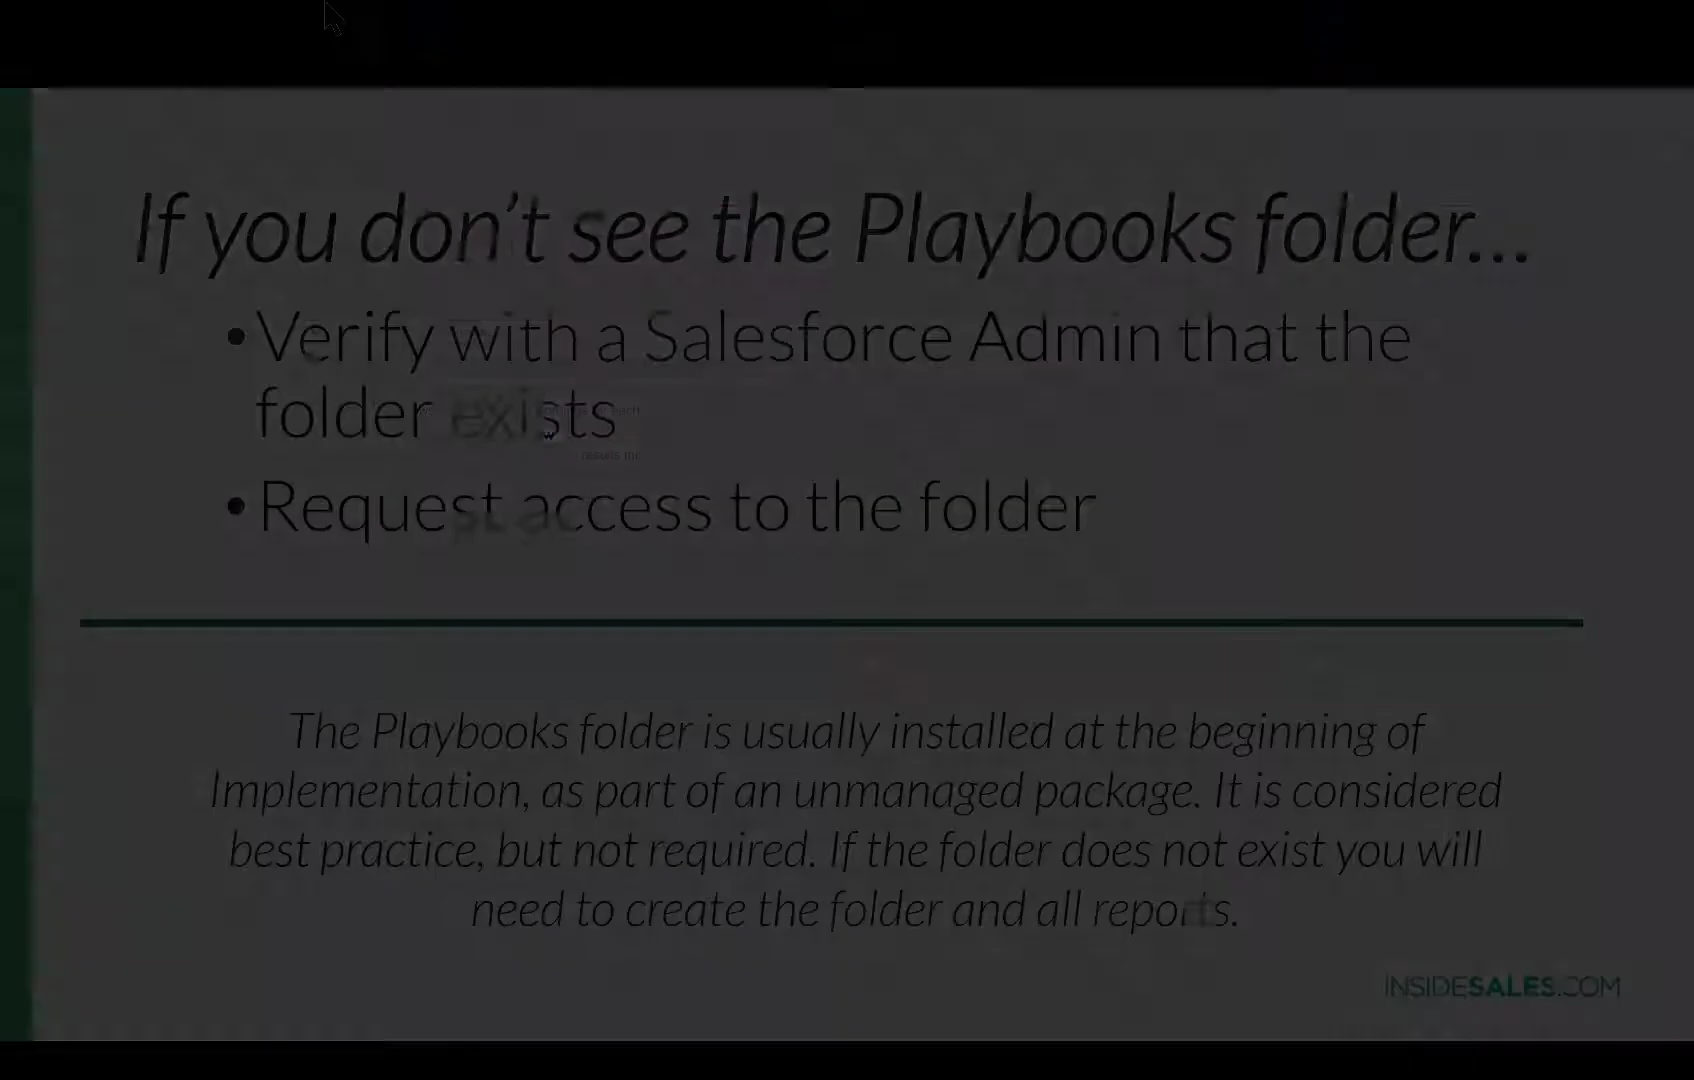 If you don't see the Playbooks folder...
• Verify with a Salesforce Admin that the
folder exists
• Request access to the folder
The Playbooks folder is usually installed at the beginning of
Implementation, as part of an unmanaged package. It is considered
best practice, but not required. If the folder does not exist you will
need to create the folder and all reports.
INSIDESALES.COM